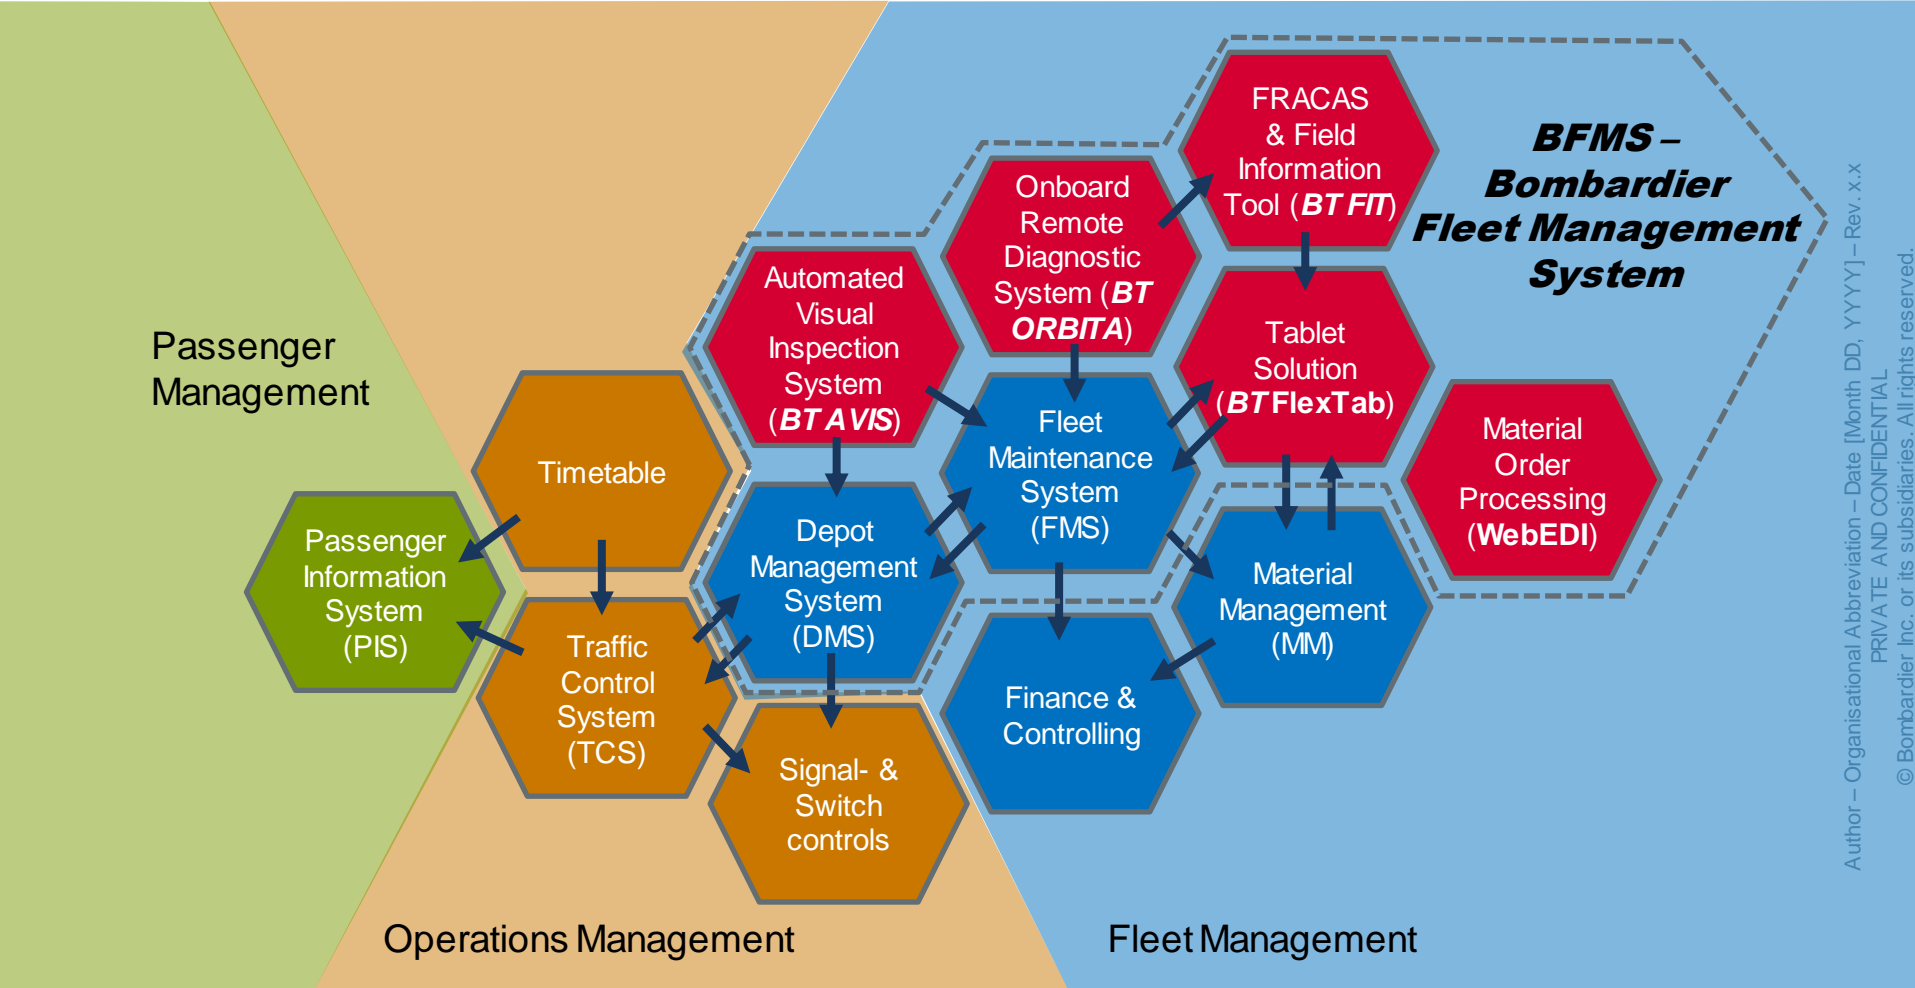 FRACAS
& Field
Information
Tool (BT FIT)
BFMS –
Bombardier
Fleet Management
System
Onboard
Remote
Diagnostic
System (BT
ORBITA)
Automated
Visual
Inspection
System
(BT AVIS)
Tablet
Solution
(BT FlexTab)
Passenger
Management
Fleet
Maintenance
System
(FMS)
Material
Order
Processing
(WebEDI)
Timetable
Depot
Management
System
(DMS)
Passenger
Information
System
(PIS)
Material
Management
(MM)
Traffic
Control
System
(TCS)
Finance &
Controlling
Signal- &
Switch
controls
Operations Management
Fleet Management
Author – Organisational Abbreviation – Date [Month DD, YYYY] – Rev. x.x
PRIVATE AND CONFIDENTIAL
© Bombardier Inc. or its subsidiaries. All rights reserved.